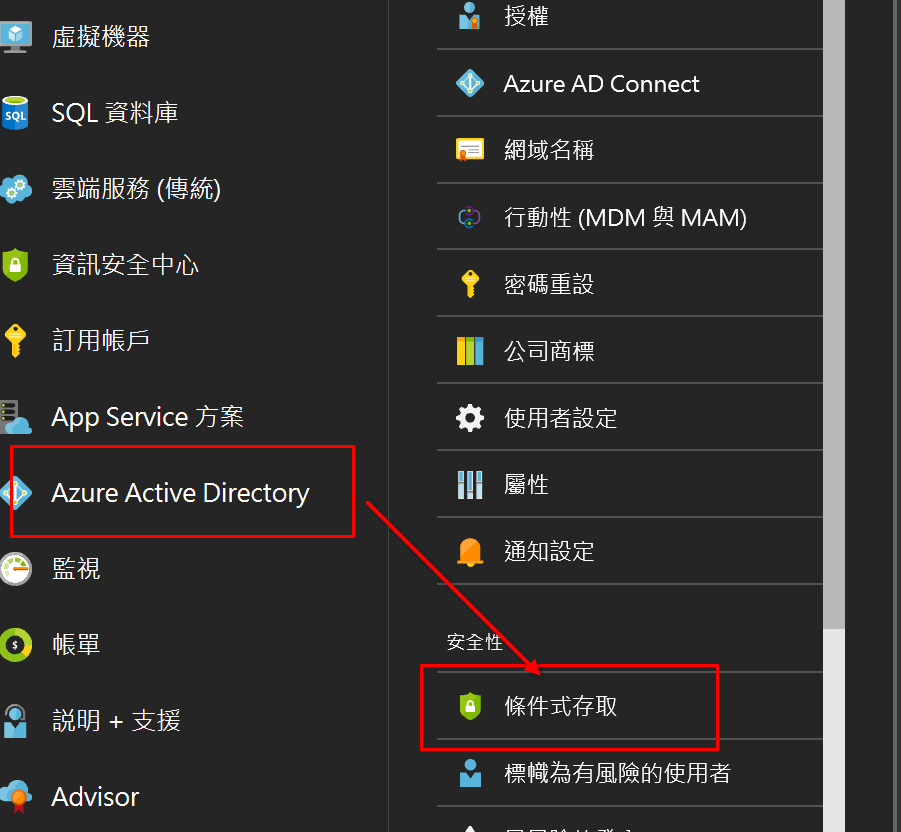 虛擬機器
SQL 資料庫
SQL
雲端服務 (傳統)
資訊安全中心
訂用帳戶
App Service 方案
Azure Active Directory
監視
帳單
$
說明 + 支援
Advisor
授權
Azure AD Connect
網域名稱
行動性 (MDM 與 MAM)
密碼重設
公司商標
使用者設定
屬性
通知設定
安全性
條件式存取
標幟為有風險的使用者